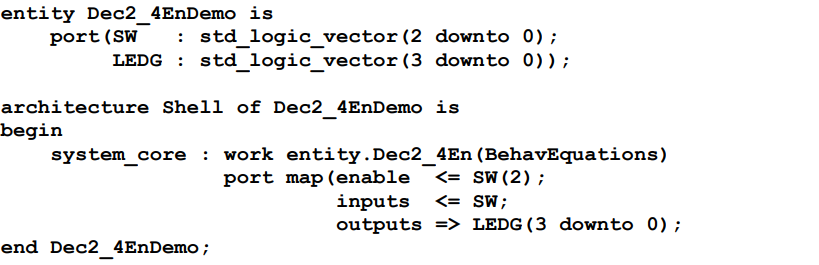 entity Dec2_4EnDemo is
    port(SW   : std_logic_vector(2 downto 0);
         LEDG : std_logic_vector(3 downto 0));
architecture Shell of Dec2_4EnDemo is
begin
    system_core : work entity.Dec2_4En(BehavEquations)
                  port map(enable  <= SW(2);
                           inputs  <= SW;
                           outputs => LEDG(3 downto 0);
end Dec2_4EnDemo;